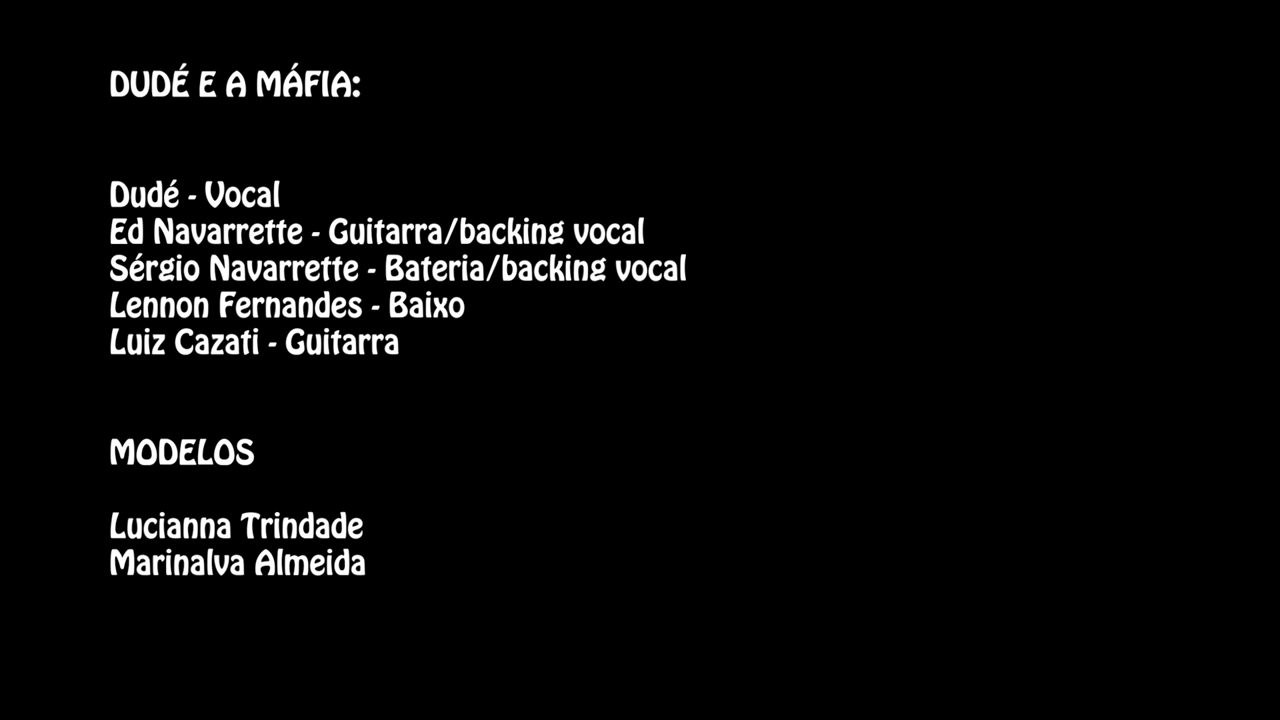 DUDÉ E A MÁFIA:
Dudé - Vocal
Ed Navarrette - Guitarra/backing vocal
Sérgio Navarrette - Bateria/backing vocal
Lennon Fernandes - Baixo
Luiz Cazati - Guitarra
MODELOS
Lucianna Trindade
Marinalva Almeida